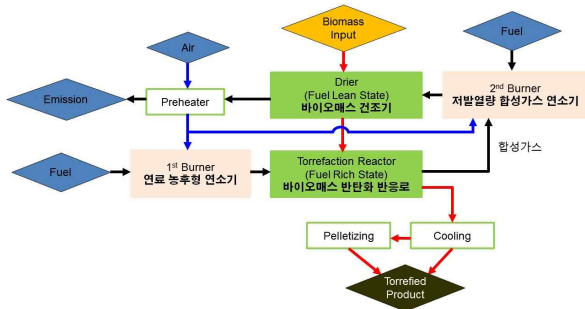 Biomass
Input
Air
Fuel
Emission
Preheater
Drier
(Fuel Lean State)
바이오매스 건조기
2nd Burner
저발열량 합성가스 연소기
Fuel
1st Burner
연료 농후형 연소기
Torrefaction Reactor
(Fuel Rich State)
바이오매스 반탄화 반응로
합성가스
Pelletizing
Cooling
Torrefied
Product